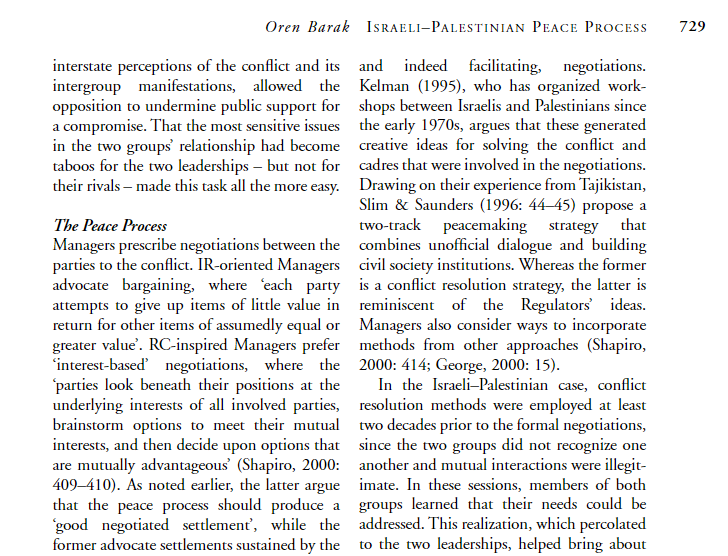 Oren Barak ISRAELI–PALESTINIAN PEACE PROCESS 729
interstate perceptions of the conflict and its
intergroup manifestations, allowed the
opposition to undermine public support for
a compromise. That the most sensitive issues
in the two groups' relationship had become
taboos for the two leaderships – but not for
their rivals – made this task all the more easy.
The Peace Process
Managers prescribe negotiations between the
parties to the conflict. IR-oriented Managers
advocate bargaining, where 'each party
attempts to give up items of little value in
return for other items of assumedly equal or
greater value'. RC-inspired Managers prefer
'interest-based' negotiations, where the
'parties look beneath their positions at the
underlying interests of all involved parties,
brainstorm options to meet their mutual
interests, and then decide upon options that
are mutually advantageous' (Shapiro, 2000:
409–410). As noted earlier, the latter argue
that the peace process should produce a
'good negotiated settlement', while the
former advocate settlements sustained by the
and indeed facilitating, negotiations.
Kelman (1995), who has organized work-
shops between Israelis and Palestinians since
the early 1970s, argues that these generated
creative ideas for solving the conflict and
cadres that were involved in the negotiations.
Drawing on their experience from Tajikistan,
Slim & Saunders (1996: 44–45) propose a
two-track peacemaking strategy that
combines unofficial dialogue and building
civil society institutions. Whereas the former
is a conflict resolution strategy, the latter is
reminiscent of the Regulators' ideas.
Managers also consider ways to incorporate
methods from other approaches (Shapiro,
2000: 414; George, 2000: 15).
In the Israeli–Palestinian case, conflict
resolution methods were employed at least
two decades prior to the formal negotiations,
since the two groups did not recognize one
another and mutual interactions were illegit-
imate. In these sessions, members of both
groups learned that their needs could be
addressed. This realization, which percolated
to the two leaderships, helped bring about